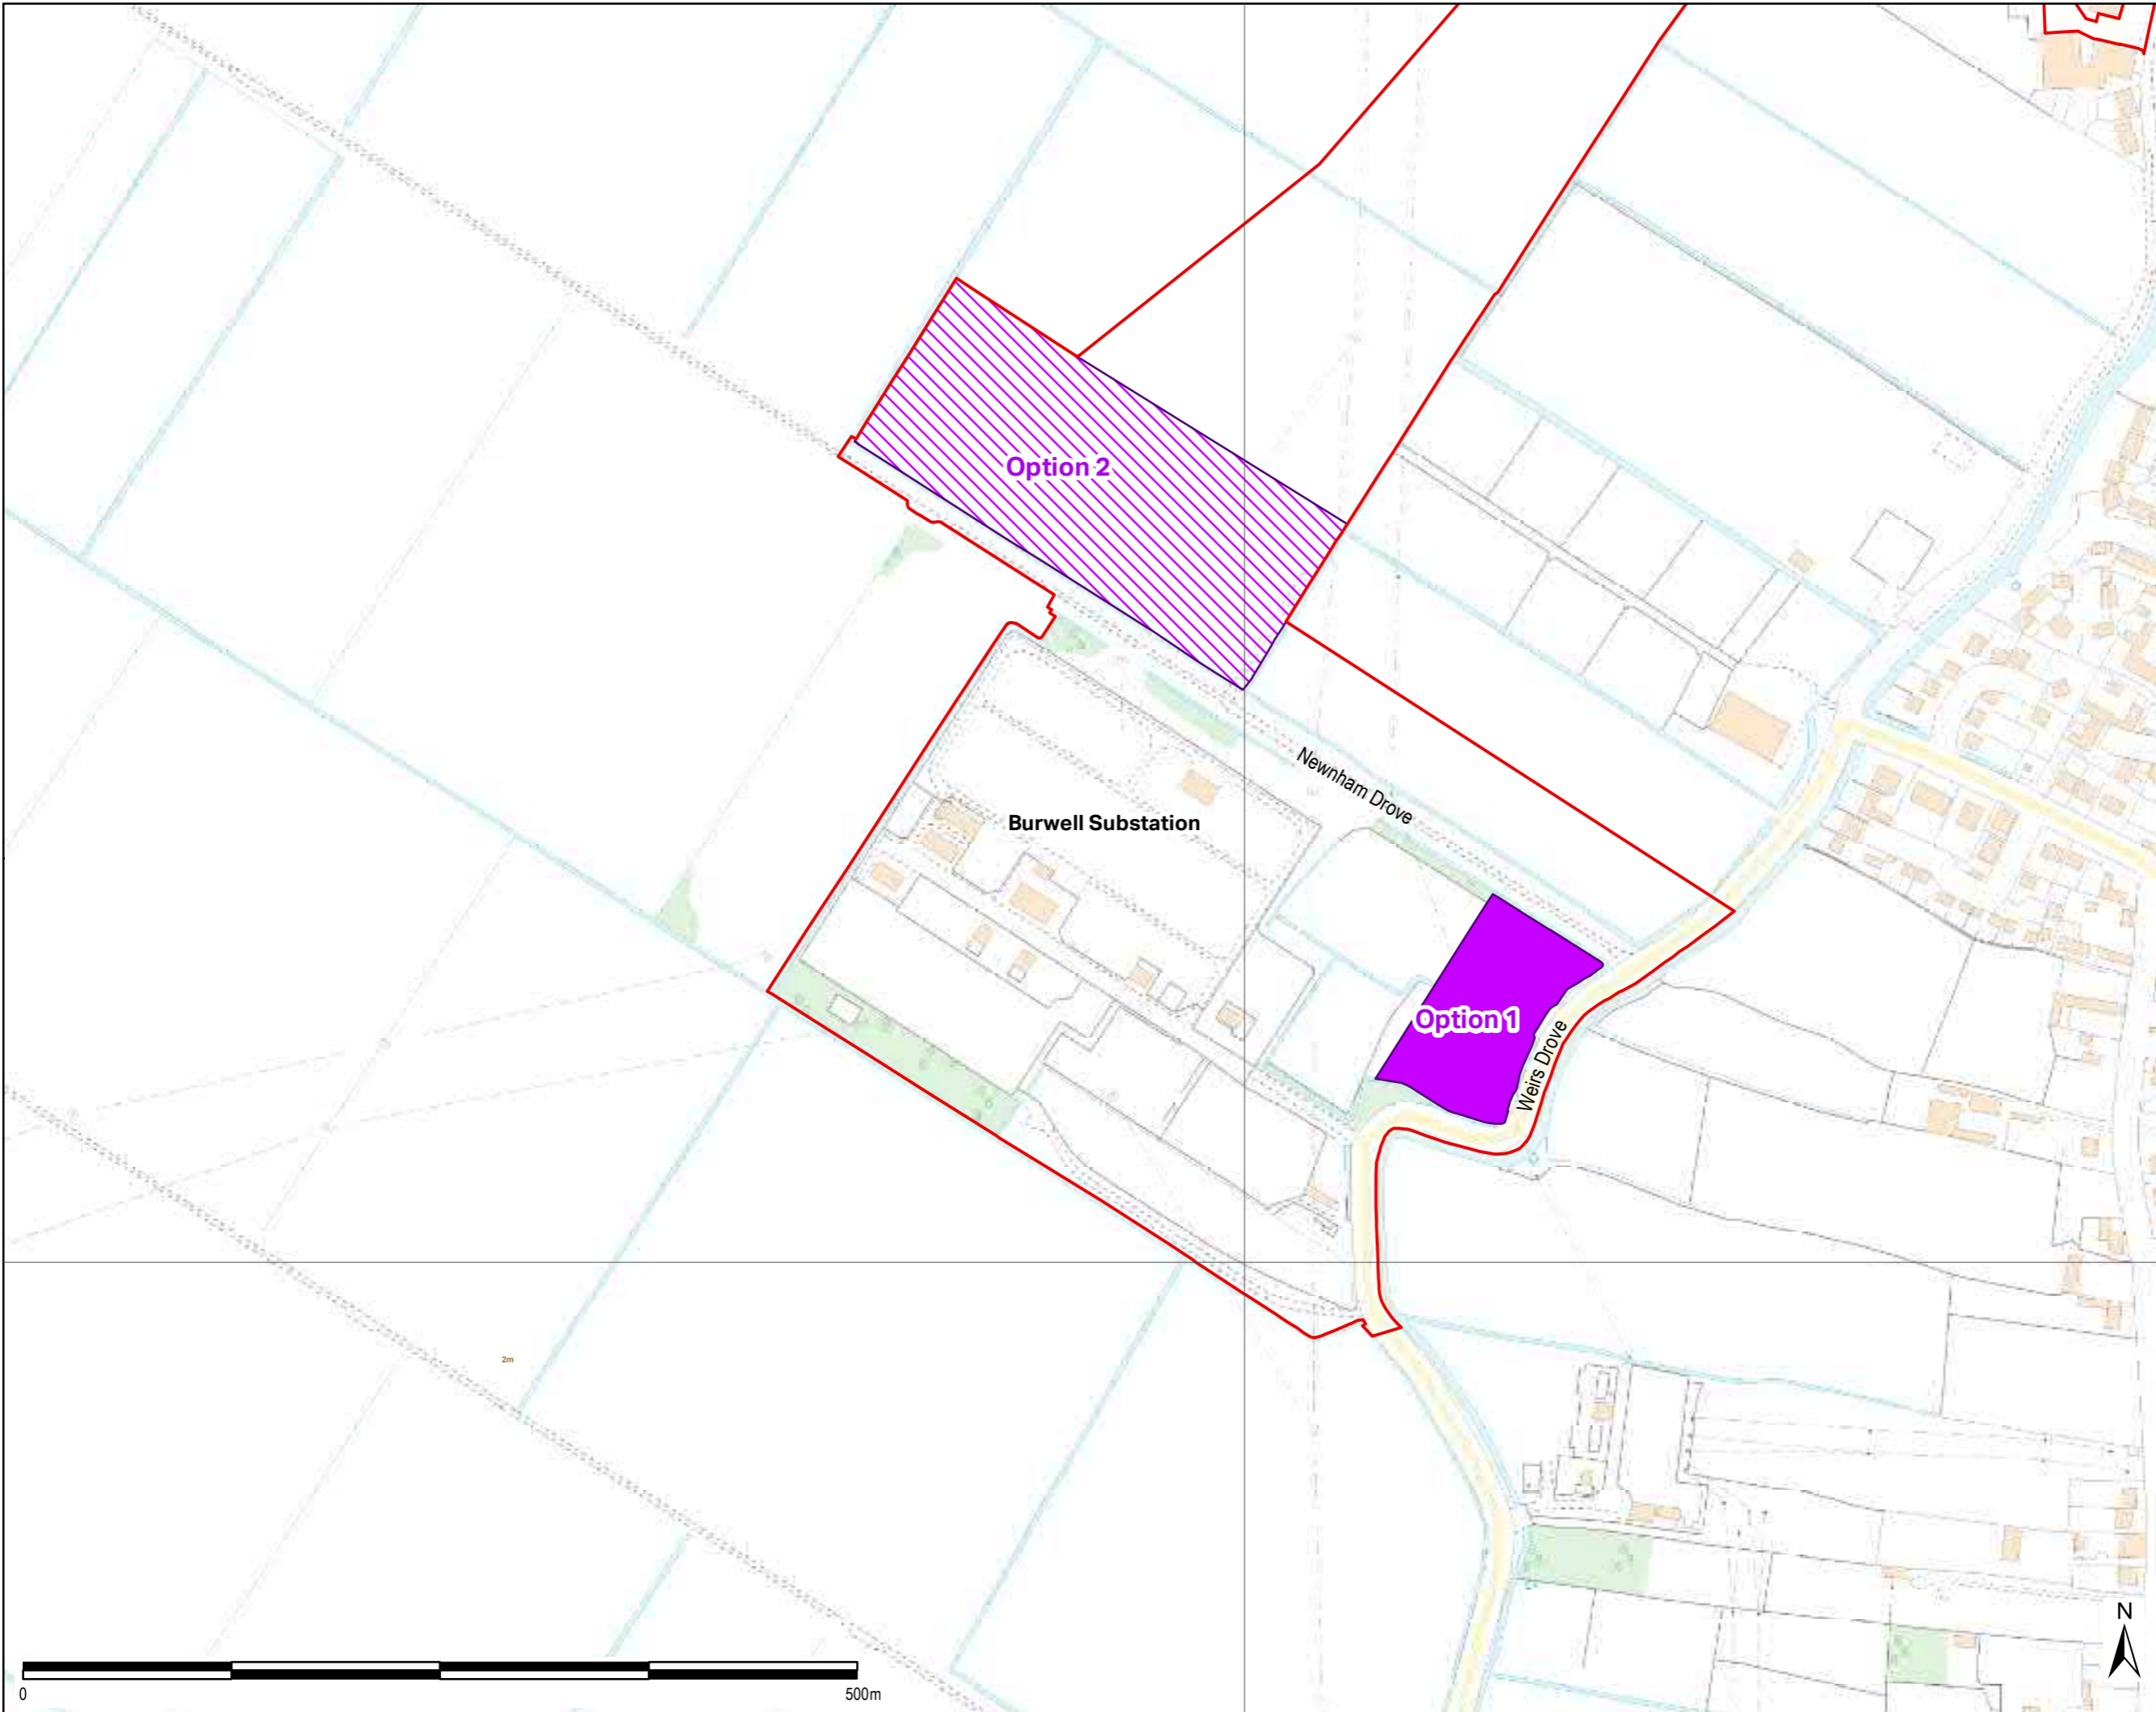 Option 2
Newnham Drove
Burwell Substation
Option 1
Weirs Drove
2m
N
0
500m